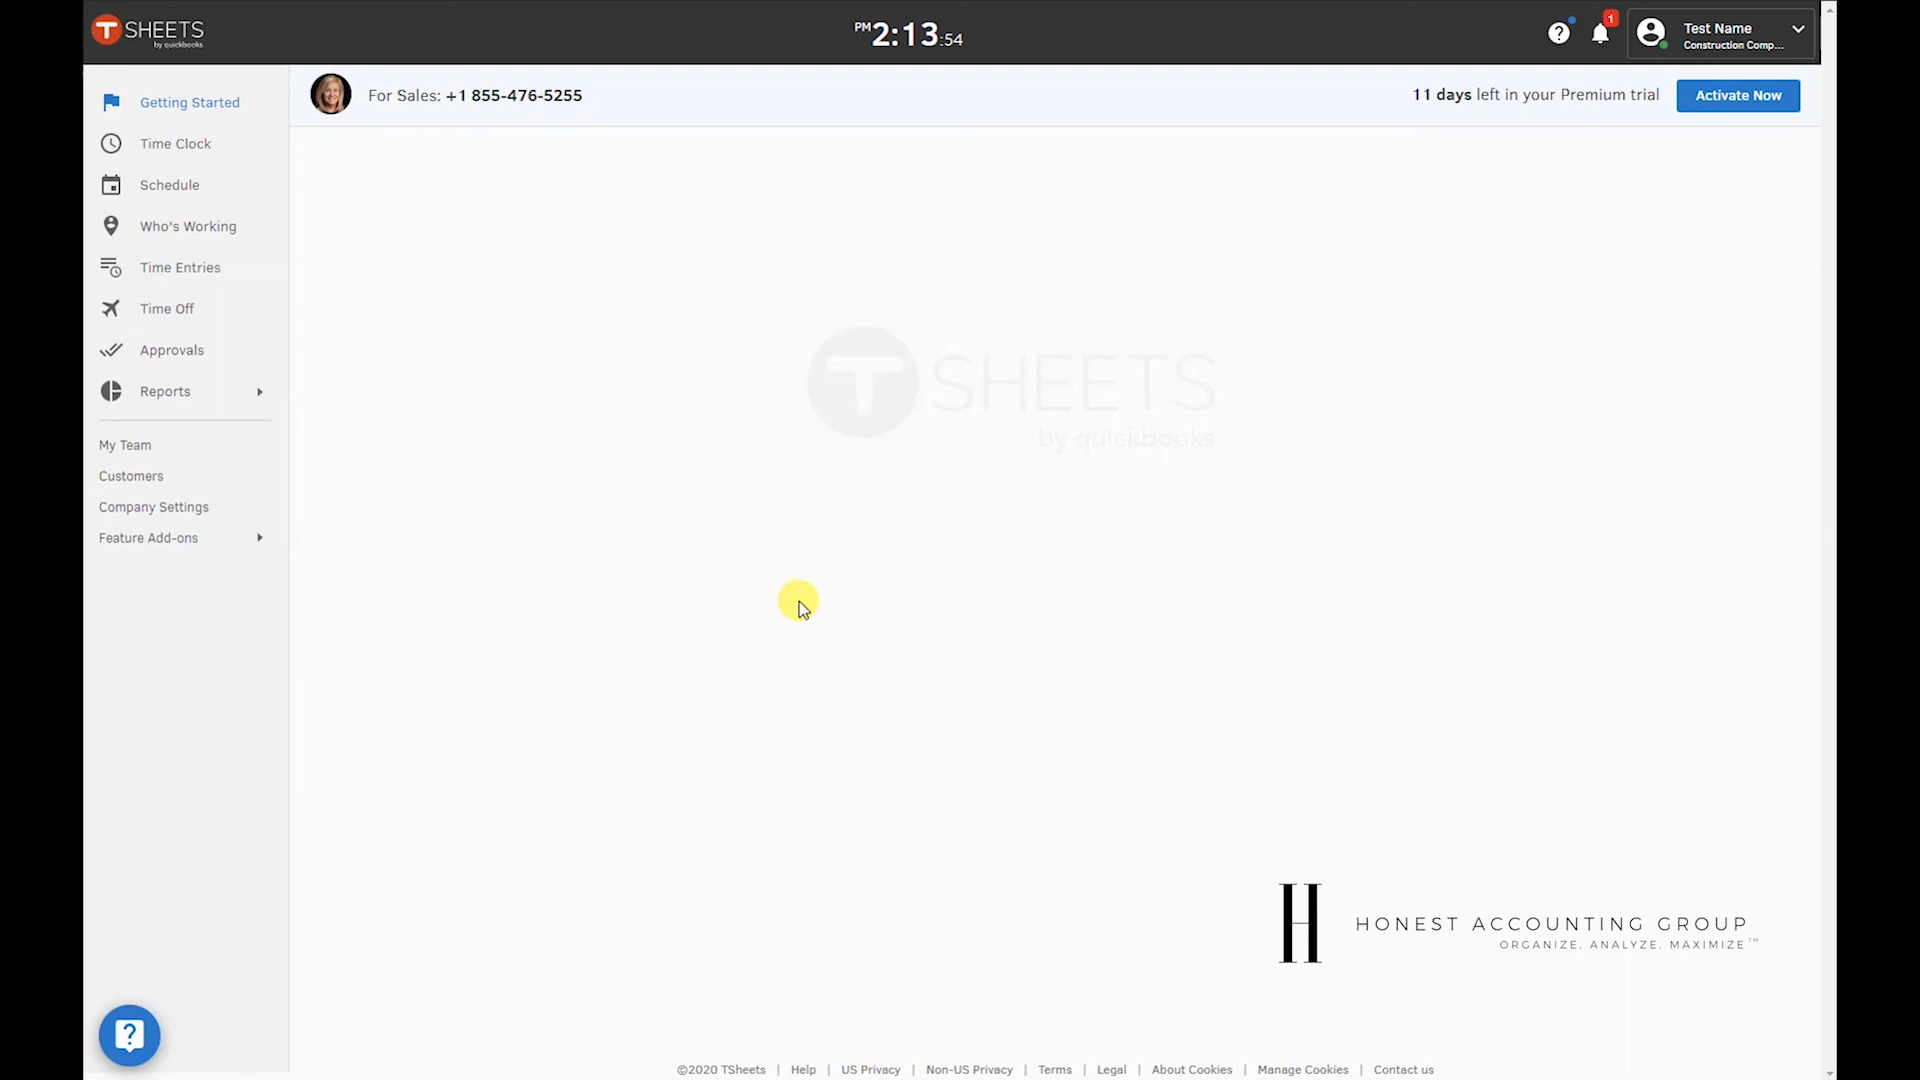 T SHEETS
by quickbooks
PM 2:13:54
1
Test Name
Construction Comp...
Getting Started
Time Clock
Schedule
Who's Working
Time Entries
Time Off
Approvals
Reports
My Team
Customers
Company Settings
Feature Add-ons
For Sales: +1 855-476-5255
11 days left in your Premium trial
Activate Now
T SHEETS
by quickbooks
H HONEST ACCOUNTING GROUP
ORGANIZE, ANALYZE, MAXIMIZE™
©2020 TSheets | Help | US Privacy | Non-US Privacy | Terms | Legal | About Cookies | Manage Cookies | Contact us